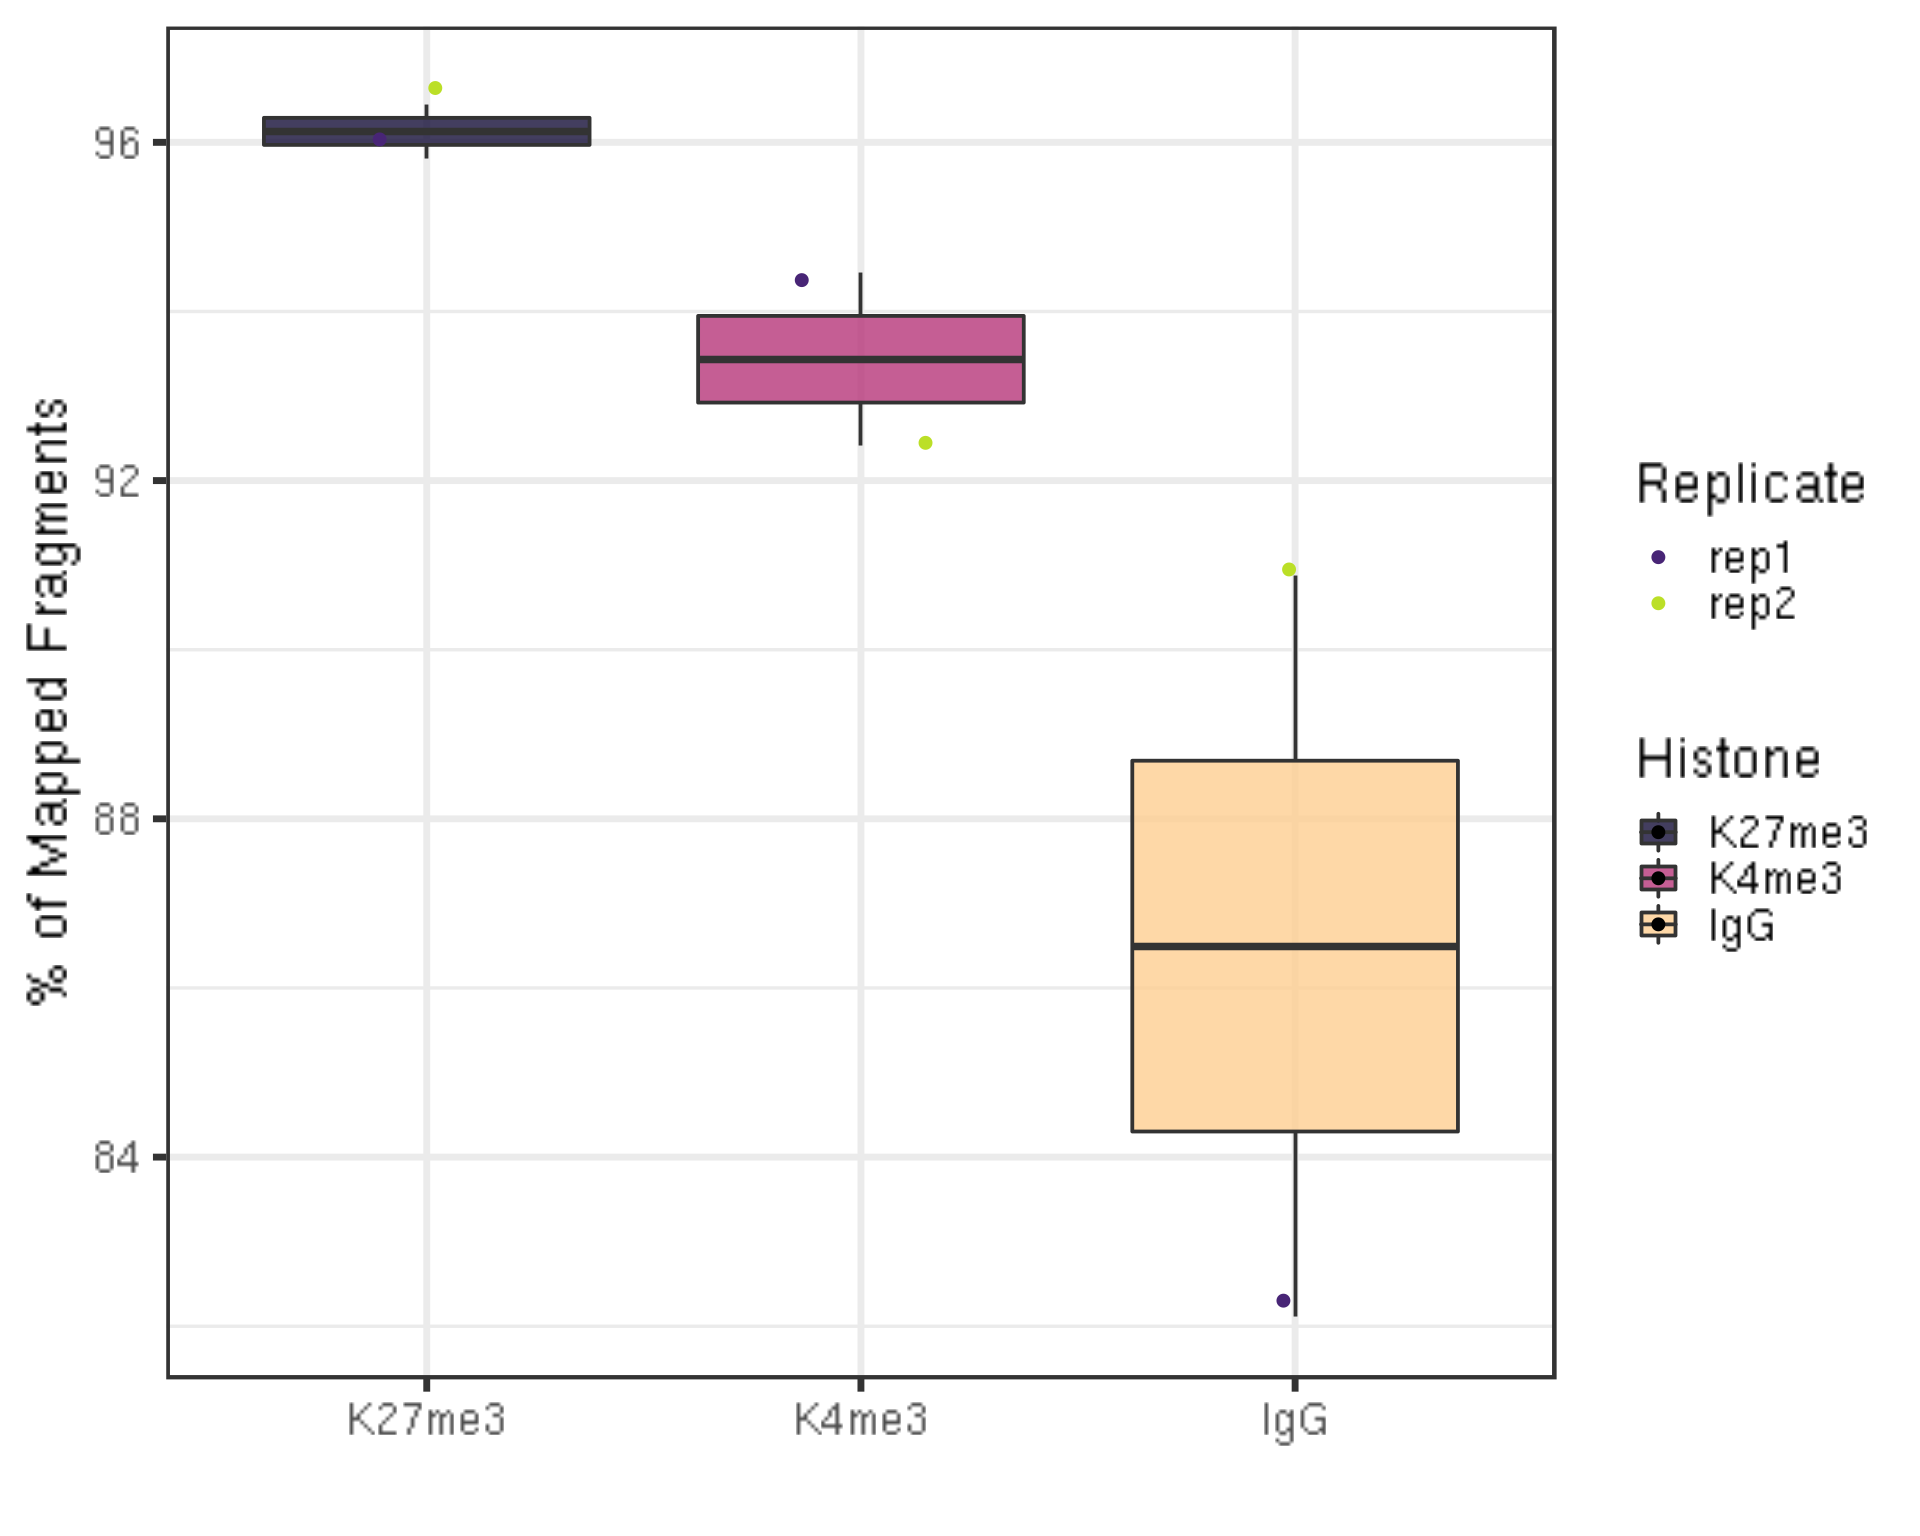 % of Mapped Fragments
96
92
88
84
K27me3
K4me3
IgG
Replicate
rep1
rep2
Histone
K27me3
K4me3
IgG